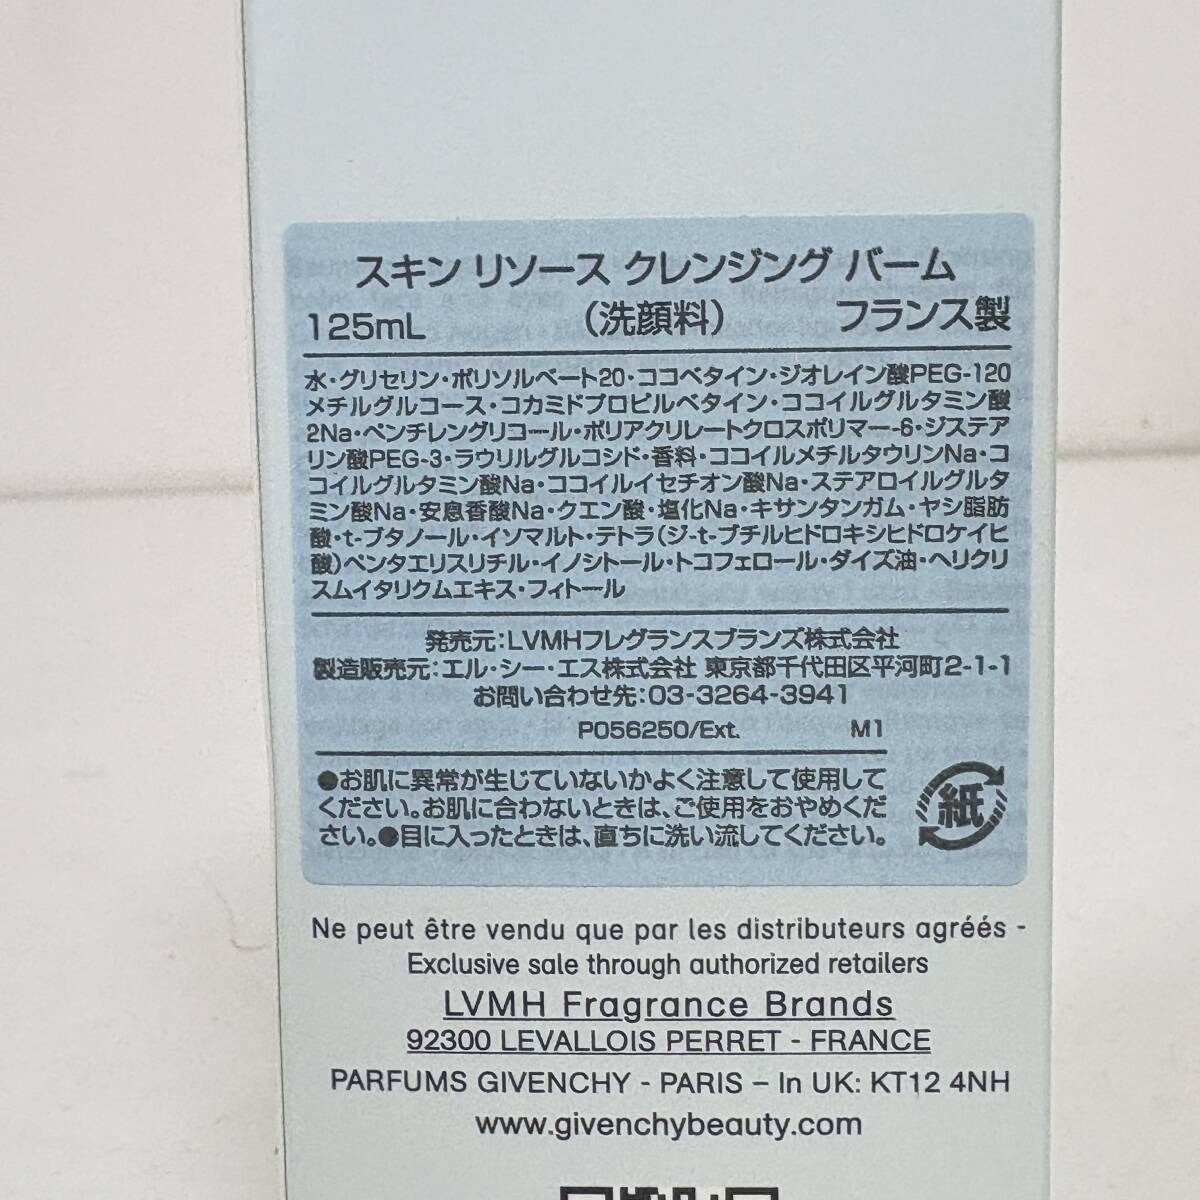 スキン リソース クレンジング バーム
125mL （洗顔料） フランス製
水・グリセリン・ポリソルベート20・ココベタイン・ジオレイン酸PEG-120
メチルグルコース・コカミドプロピルベタイン・ココイルグルタミン酸
2Na・ペンチレングリコール・ポリアクリレートクロスポリマー-6・ジステア
リン酸PEG-3・ラウリルグルコシド・香料・ココイルメチルタウリンNa・コ
コイルグルタミン酸Na・ココイルイセチオン酸Na・ステアロイルグルタ
ミン酸Na・安息香酸Na・クエン酸・塩化Na・キサンタンガム・ヤシ脂肪
酸・t-ブタノール・イソマルト・テトラ（ジ-t-ブチルヒドロキシヒドロケイヒ
酸）ペンタエリスリチル・イノシトール・トコフェロール・ダイズ油・ヘリクリ
スムイタリクムエキス・フィトール
発売元：LVMHフレグランスブランズ株式会社
製造販売元：エル・シー・エス株式会社 東京都千代田区平河町2-1-1
お問い合わせ先：03-3264-3941
P056250/Ext. M1
●お肌に異常が生じていないかよく注意して使用して
ください。お肌に合わないときは、ご使用をおやめくだ
さい。●目に入ったときは、直ちに洗い流してください。
紙
Ne peut être vendu que par les distributeurs agréés -
Exclusive sale through authorized retailers
LVMH Fragrance Brands
92300 LEVALLOIS PERRET - FRANCE
PARFUMS GIVENCHY - PARIS – In UK: KT12 4NH
www.givenchybeauty.com